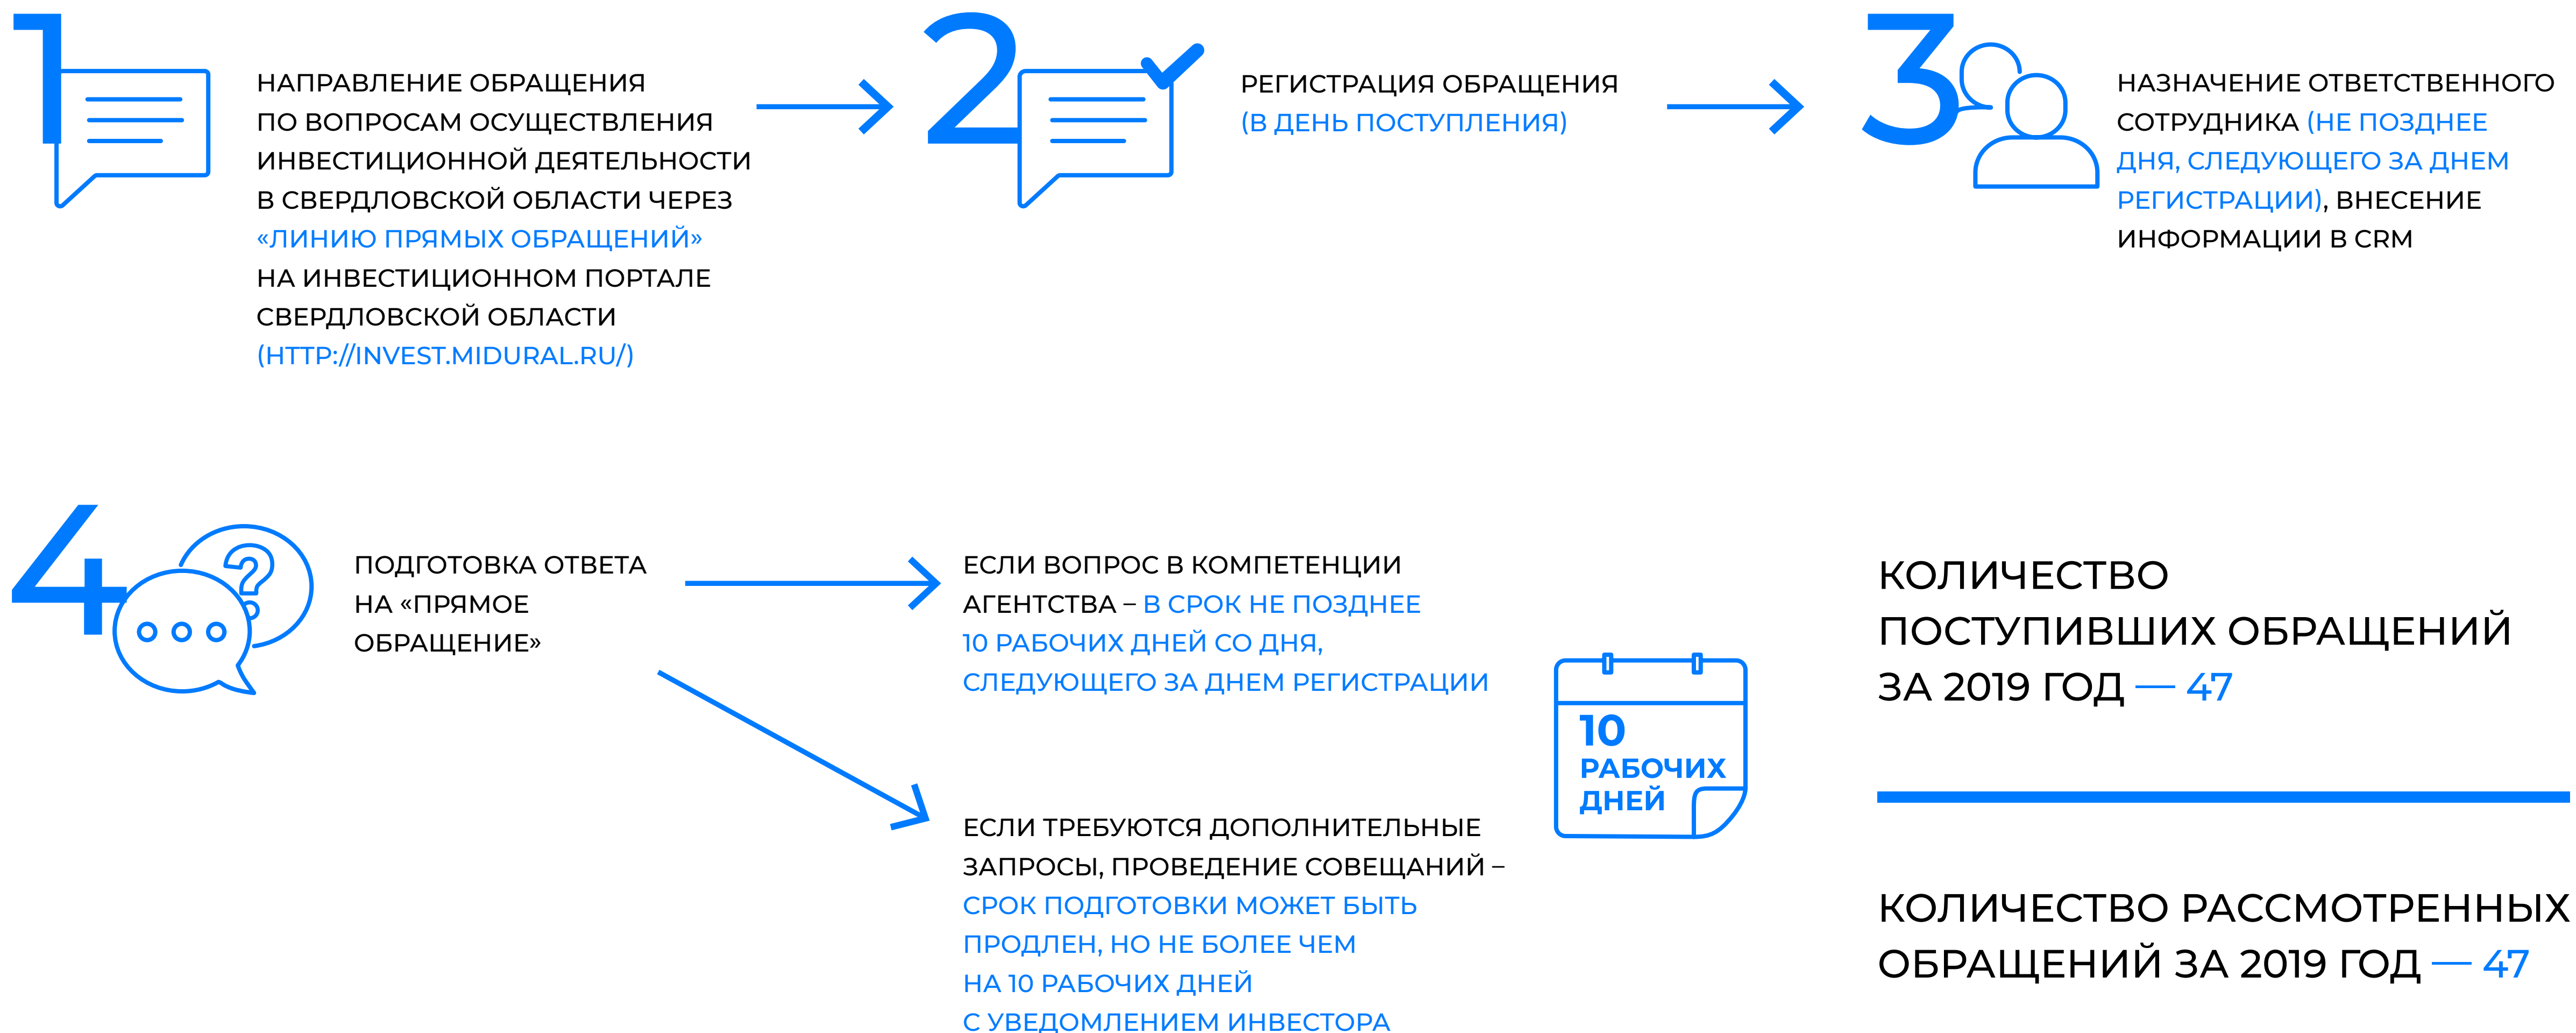 1
НАПРАВЛЕНИЕ ОБРАЩЕНИЯ
ПО ВОПРОСАМ ОСУЩЕСТВЛЕНИЯ
ИНВЕСТИЦИОННОЙ ДЕЯТЕЛЬНОСТИ
В СВЕРДЛОВСКОЙ ОБЛАСТИ ЧЕРЕЗ
«ЛИНИЮ ПРЯМЫХ ОБРАЩЕНИЙ»
НА ИНВЕСТИЦИОННОМ ПОРТАЛЕ
СВЕРДЛОВСКОЙ ОБЛАСТИ
(HTTP://INVEST.MIDURAL.RU/)
2
РЕГИСТРАЦИЯ ОБРАЩЕНИЯ
(В ДЕНЬ ПОСТУПЛЕНИЯ)
3
НАЗНАЧЕНИЕ ОТВЕТСТВЕННОГО
СОТРУДНИКА (НЕ ПОЗДНЕЕ
ДНЯ, СЛЕДУЮЩЕГО ЗА ДНЕМ
РЕГИСТРАЦИИ), ВНЕСЕНИЕ
ИНФОРМАЦИИ В CRM
4
?
ПОДГОТОВКА ОТВЕТА
НА «ПРЯМОЕ
ОБРАЩЕНИЕ»
ЕСЛИ ВОПРОС В КОМПЕТЕНЦИИ
АГЕНТСТВА – В СРОК НЕ ПОЗДНЕЕ
10 РАБОЧИХ ДНЕЙ СО ДНЯ,
СЛЕДУЮЩЕГО ЗА ДНЕМ РЕГИСТРАЦИИ
ЕСЛИ ТРЕБУЮТСЯ ДОПОЛНИТЕЛЬНЫЕ
ЗАПРОСЫ, ПРОВЕДЕНИЕ СОВЕЩАНИЙ –
СРОК ПОДГОТОВКИ МОЖЕТ БЫТЬ
ПРОДЛЕН, НО НЕ БОЛЕЕ ЧЕМ
НА 10 РАБОЧИХ ДНЕЙ
С УВЕДОМЛЕНИЕМ ИНВЕСТОРА
10
РАБОЧИХ
ДНЕЙ
КОЛИЧЕСТВО
ПОСТУПИВШИХ ОБРАЩЕНИЙ
ЗА 2019 ГОД — 47
КОЛИЧЕСТВО РАССМОТРЕННЫХ
ОБРАЩЕНИЙ ЗА 2019 ГОД — 47